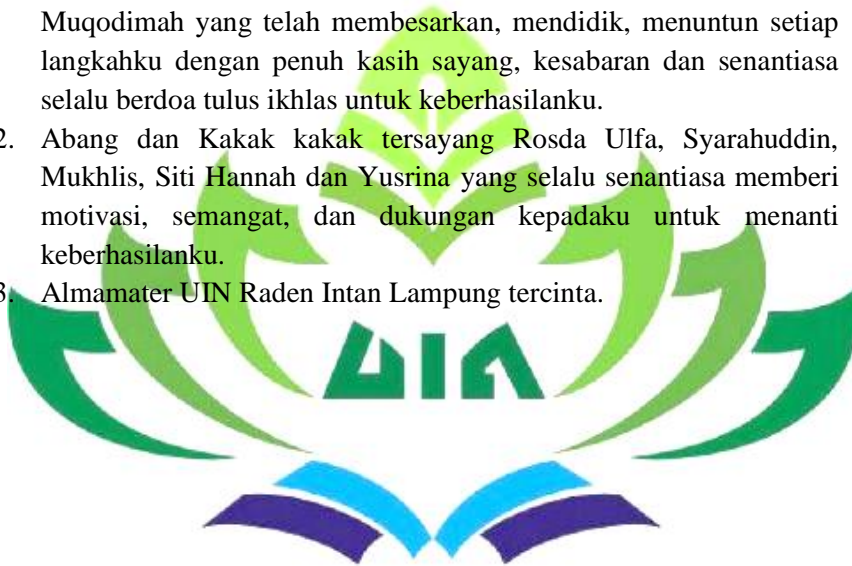 Muqodimah yang telah membesarkan, mendidik, menuntun setiap
langkahku dengan penuh kasih sayang, kesabaran dan senantiasa
selalu berdoa tulus ikhlas untuk keberhasilanku.
2. Abang dan Kakak kakak tersayang Rosda Ulfa, Syarahuddin,
Mukhlis, Siti Hannah dan Yusrina yang selalu senantiasa memberi
motivasi, semangat, dan dukungan kepadaku untuk menanti
keberhasilanku.
3. Almamater UIN Raden Intan Lampung tercinta.
UIN